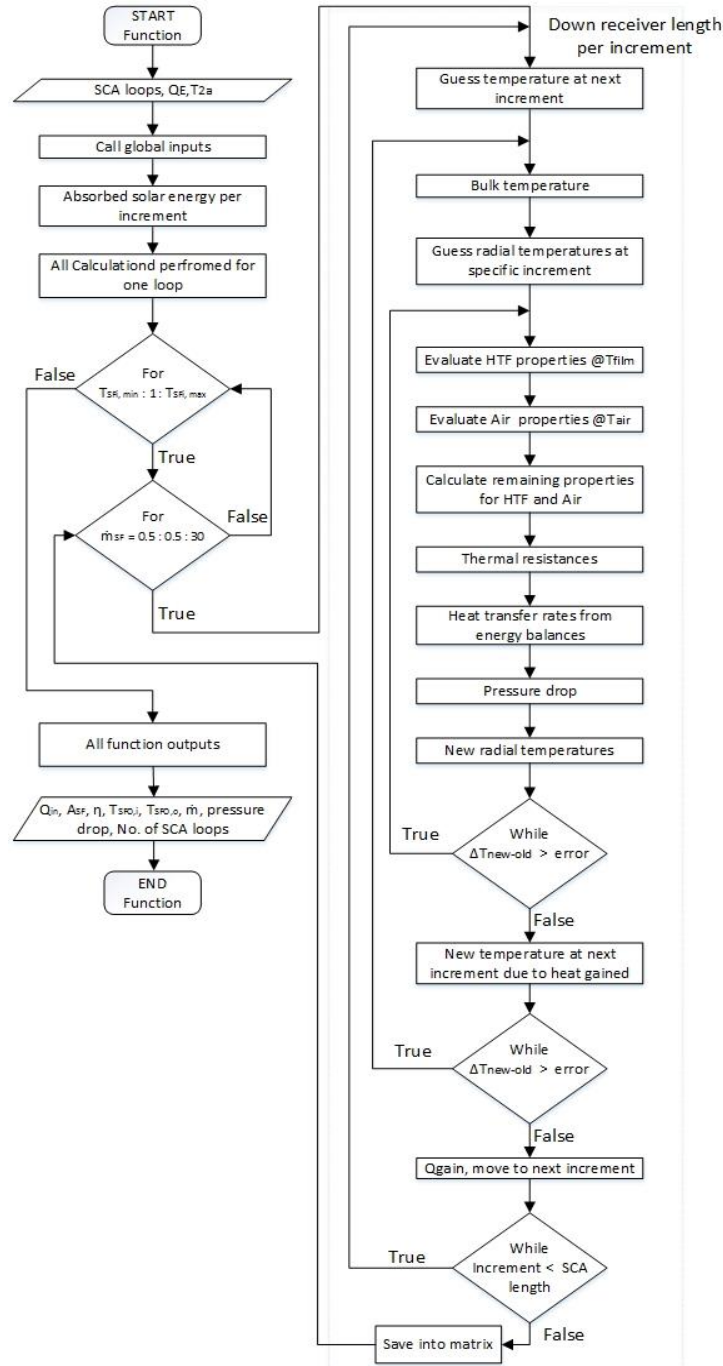 START
Function
SCA loops, QE,T2a
Call global inputs
Absorbed solar energy per
increment
All Calculationd perfromed for
one loop
For
TSFi, min : 1 : TSFi, max
False
True
For
ṁSF = 0.5 : 0.5 : 30
False
True
All function outputs
Qin, ASF, η, TSFO,i, TSFO,o, ṁ, pressure
drop, No. of SCA loops
END
Function
Down receiver length
per increment
Guess temperature at next
increment
Bulk temperature
Guess radial temperatures at
specific increment
Evaluate HTF properties @Tfilm
Evaluate Air properties @Tair
Calculate remaining properties
for HTF and Air
Thermal resistances
Heat transfer rates from
energy balances
Pressure drop
New radial temperatures
True
While
ΔTnew-old > error
False
New temperature at next
increment due to heat gained
True
While
ΔTnew-old > error
False
Qgain, move to next increment
True
While
Increment < SCA
length
False
Save into matrix